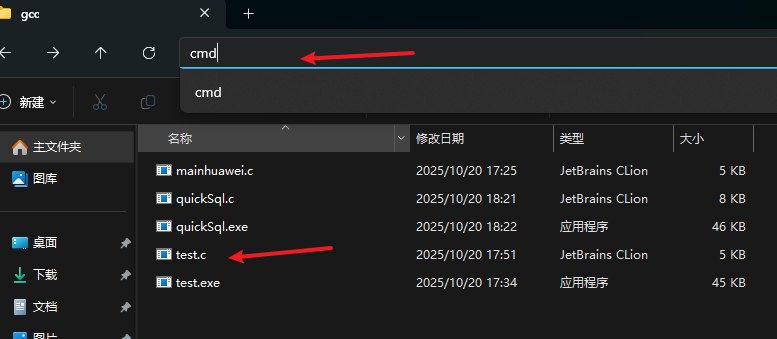 gcc
cmd
cmd
新建
名称 修改日期 类型 大小
主文件夹
图库
桌面
下载
文档
图片
mainhuawei.c 2025/10/20 17:25 JetBrains CLion 5 KB
quickSql.c 2025/10/20 18:21 JetBrains CLion 8 KB
quickSql.exe 2025/10/20 18:22 应用程序 46 KB
test.c 2025/10/20 17:51 JetBrains CLion 5 KB
test.exe 2025/10/20 17:34 应用程序 45 KB